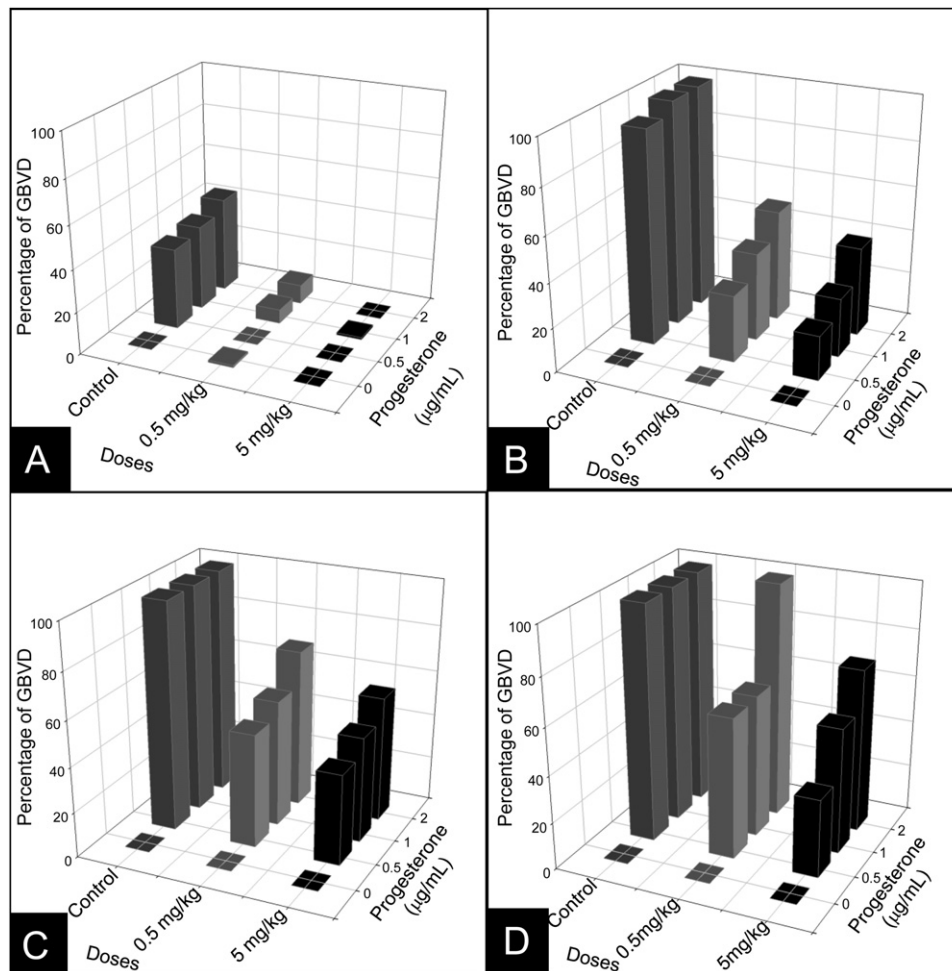 100
80
60
40
20
0
Percentage of GBVD
Control
0.5 mg/kg
5 mg/kg
Doses
0
0.5
1
2
Progesterone
(µg/mL)
A
100
80
60
40
20
0
Percentage of GBVD
Control
0.5 mg/kg
5 mg/kg
Doses
0
0.5
1
2
Progesterone
(µg/mL)
B
100
80
60
40
20
0
Percentage of GBVD
Control
0.5 mg/kg
5 mg/kg
Doses
0
0.5
1
2
Progesterone
(µg/mL)
C
100
80
60
40
20
0
Percentage of GBVD
Control
0.5mg/kg
5mg/kg
Doses
0
0.5
1
2
Progesterone
(µg/mL)
D